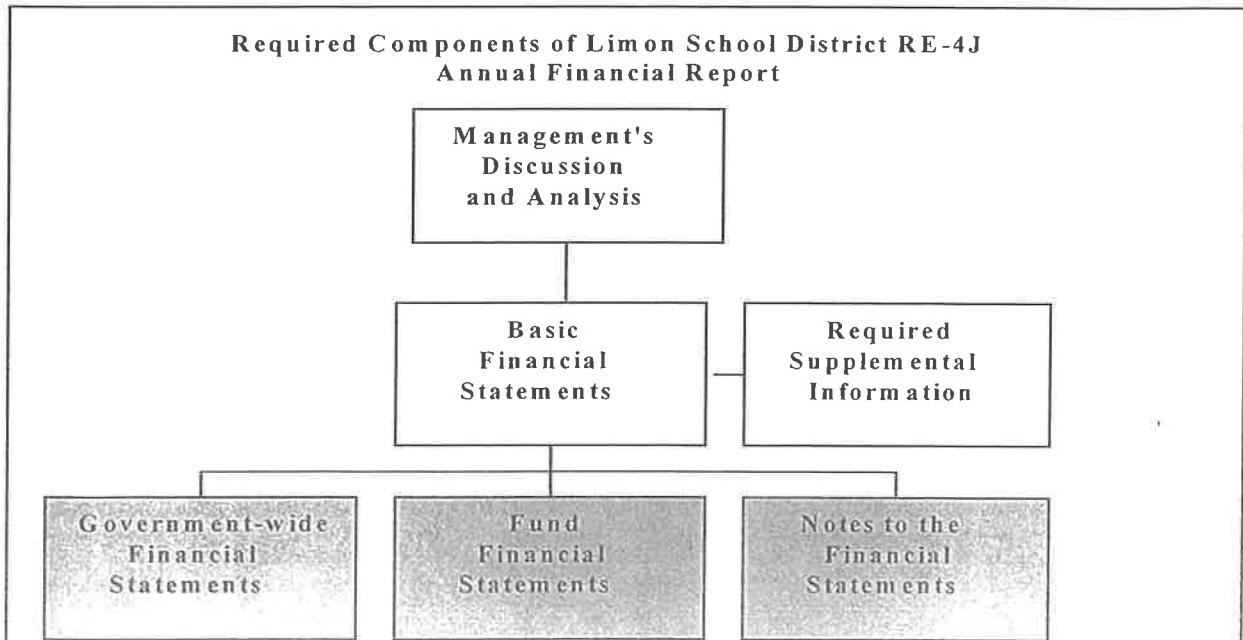 Required Components of Limon School District RE-4J
Annual Financial Report
Management's
Discussion
and Analysis
Basic
Financial
Statements
Required
Supplemental
Information
Government-wide
Financial
Statements
Fund
Financial
Statements
Notes to the
Financial
Statements